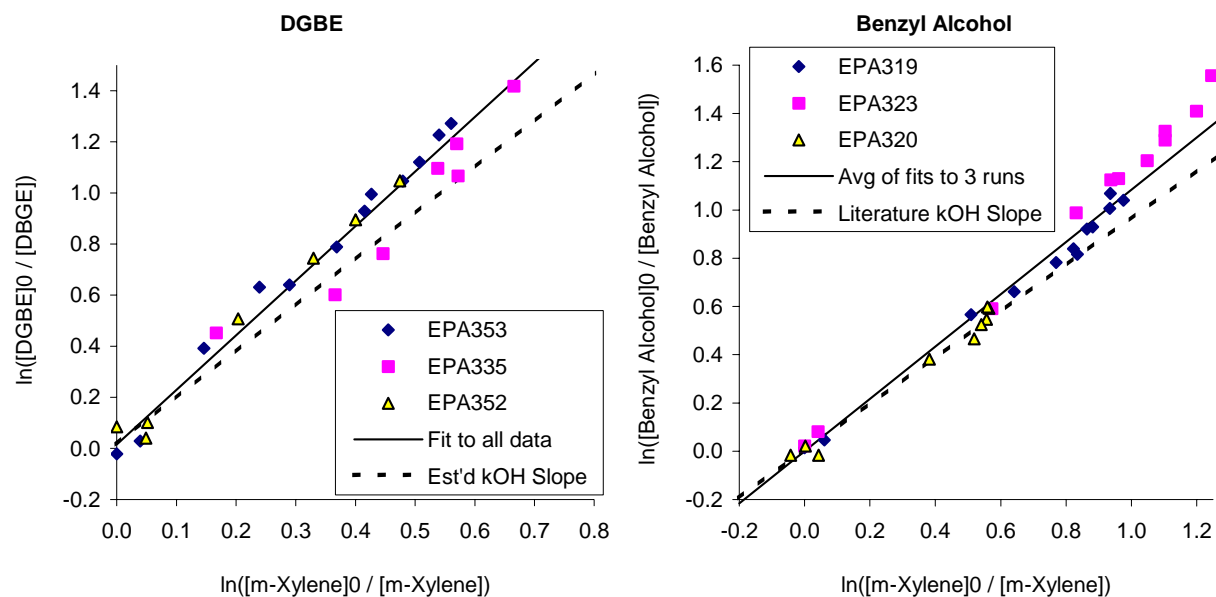 DGBE
ln([DGBE]0 / [DBGE])
1.4
1.2
1.0
0.8
0.6
0.4
0.2
0.0
-0.2
0.0 0.1 0.2 0.3 0.4 0.5 0.6 0.7 0.8
ln([m-Xylene]0 / [m-Xylene])
EPA353
EPA335
EPA352
Fit to all data
Est'd kOH Slope
Benzyl Alcohol
ln([Benzyl Alcohol]0 / [Benzyl Alcohol])
1.6
1.4
1.2
1.0
0.8
0.6
0.4
0.2
0.0
-0.2
-0.2 0.0 0.2 0.4 0.6 0.8 1.0 1.2
ln([m-Xylene]0 / [m-Xylene])
EPA319
EPA323
EPA320
Avg of fits to 3 runs
Literature kOH Slope